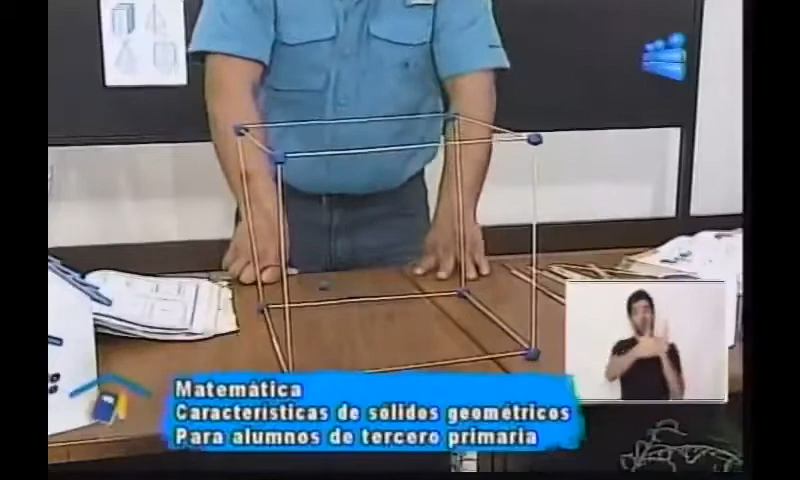 Matemática
Características de sólidos geométricos
Para alumnos de tercero primaria